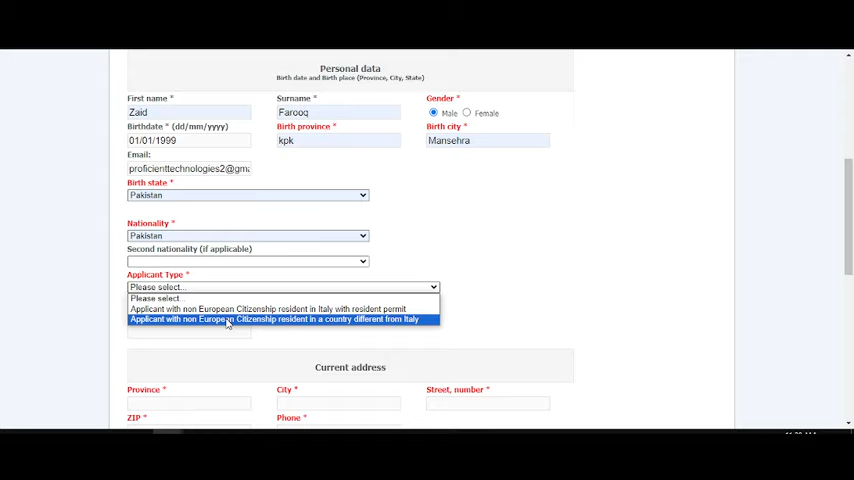 Personal data
Birth date and Birth place (Province, City, State)
First name * Surname * Gender *
Zaid Farooq Male Female
Birthdate * (dd/mm/yyyy) Birth province * Birth city *
01/01/1999 kpk Mansehra
Email:
proficienttechnologies2@gma
Birth state *
Pakistan
Nationality *
Pakistan
Second nationality (if applicable)
Applicant Type *
Please select...
Please select...
Applicant with non European Citizenship resident in Italy with resident permit
Applicant with non European Citizenship resident in a country different from Italy
Current address
Province * City * Street, number *
ZIP * Phone *